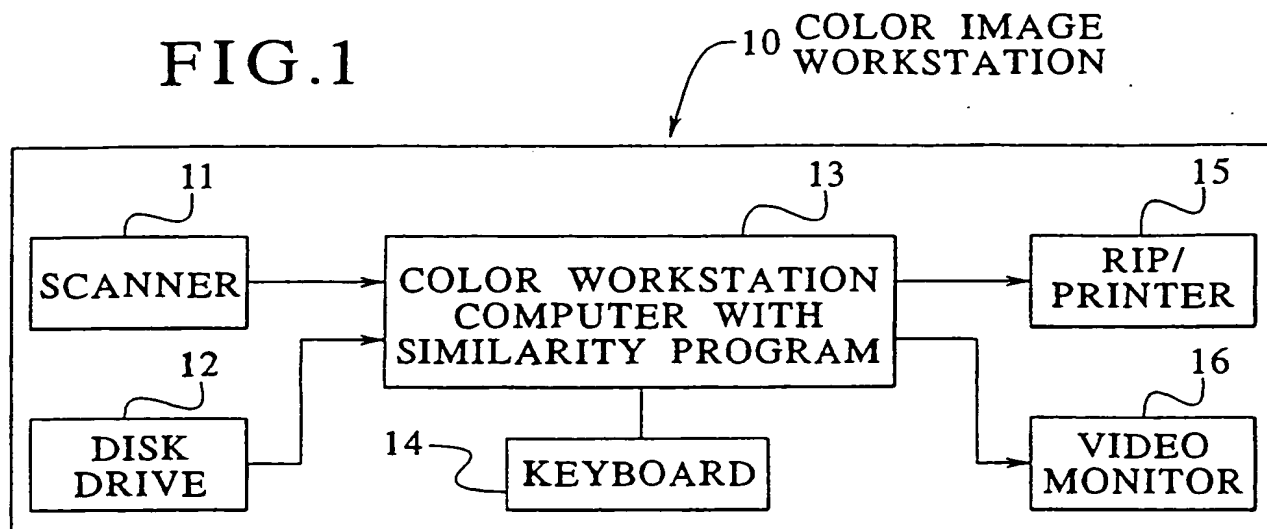 FIG.1
10 COLOR IMAGE
WORKSTATION
11
13
15
SCANNER
COLOR WORKSTATION
COMPUTER WITH
SIMILARITY PROGRAM
RIP/
PRINTER
12
16
DISK
DRIVE
14
KEYBOARD
VIDEO
MONITOR